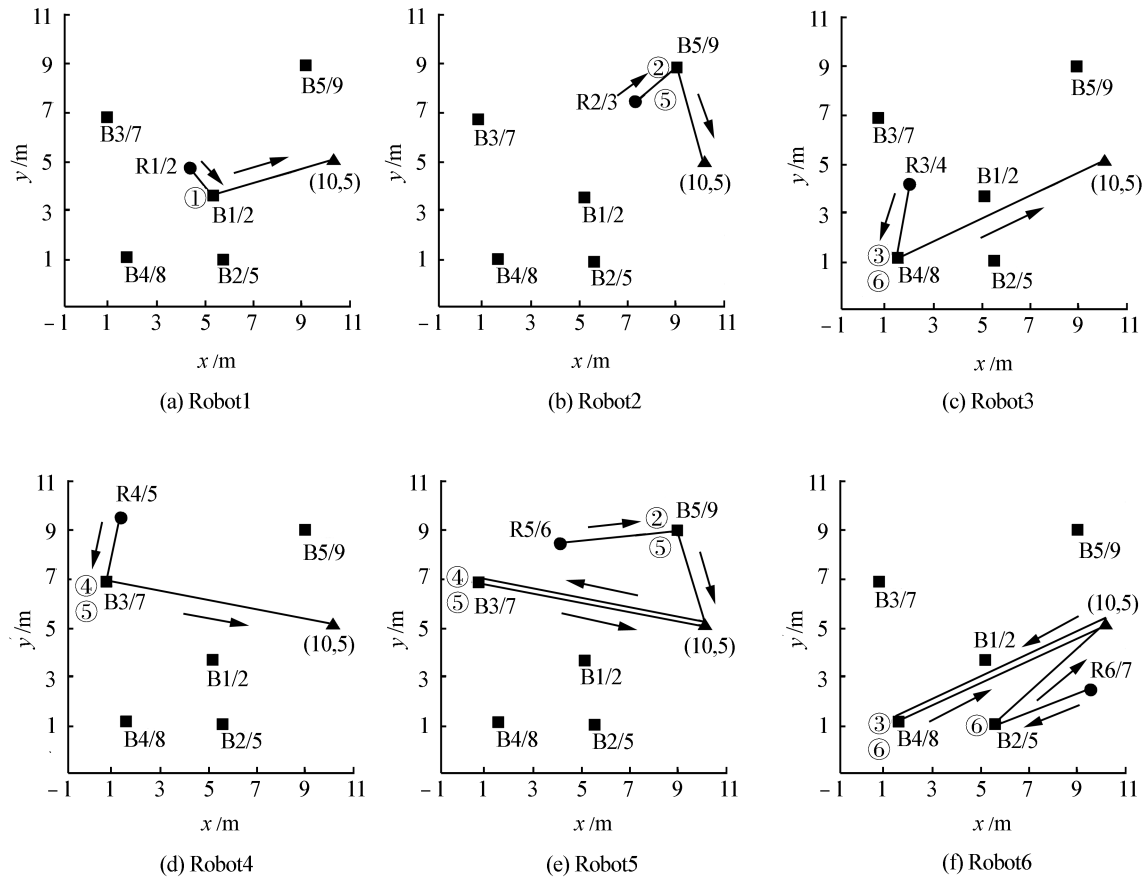 11
9
7
5
3
1
y/m
B5/9
B3/7
R1/2
(10,5)
①
B1/2
B4/8
B2/5
−1 1 3 5 7 9 11
x/m
(a) Robot1
11
9
7
5
3
1
y/m
B5/9
②
R2/3
⑤
B3/7
(10,5)
B1/2
B4/8
B2/5
−1 1 3 5 7 9 11
x/m
(b) Robot2
11
9
7
5
3
1
y/m
B5/9
B3/7
R3/4
B1/2
(10,5)
③
B4/8
⑥
B2/5
−1 1 3 5 7 9 11
x/m
(c) Robot3
11
9
7
5
3
1
y/m
R4/5
B5/9
④
B3/7
⑤
(10,5)
B1/2
B4/8
B2/5
−1 1 3 5 7 9 11
x/m
(d) Robot4
11
9
7
5
3
1
y/m
B5/9
②
R5/6
⑤
④
B3/7
⑤
(10,5)
B1/2
B4/8
B2/5
−1 1 3 5 7 9 11
x/m
(e) Robot5
11
9
7
5
3
1
y/m
B5/9
B3/7
(10,5)
B1/2
R6/7
③
B4/8
⑥
⑥
B2/5
−1 1 3 5 7 9 11
x/m
(f) Robot6